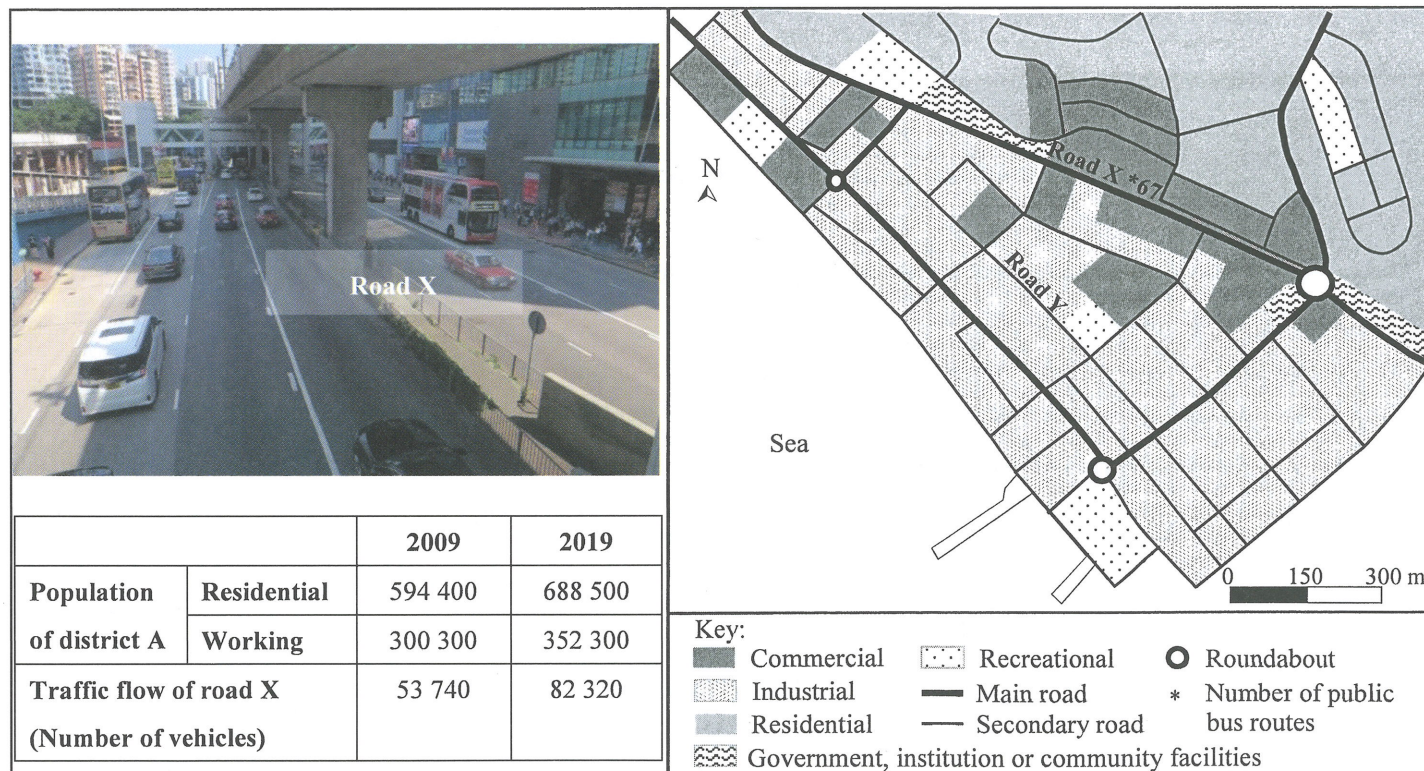 Road X
2009 2019
Population of district A Residential 594 400 688 500
Working 300 300 352 300
Traffic flow of road X (Number of vehicles) 53 740 82 320
N
Road X *67
Road Y
Sea
0 150 300 m
Key:
Commercial Recreational Roundabout
Industrial Main road * Number of public bus routes
Residential Secondary road
Government, institution or community facilities